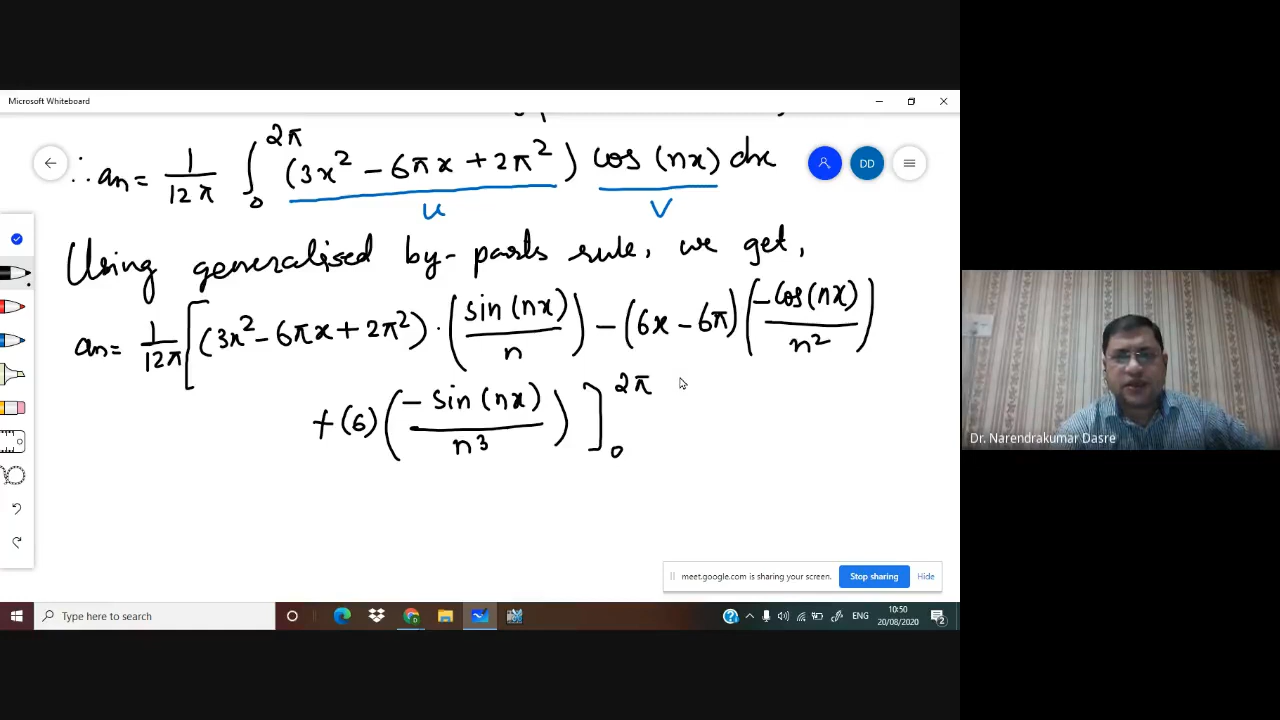 Microsoft Whiteboard
∴ an = 1/12π ∫₀^2π (3x² - 6πx + 2π²) cos (nx) dx
u v
DD
Using generalised by-parts rule, we get,
an = 1/12π [(3x² - 6πx + 2π²) · (sin (nx)/n) - (6x - 6π) (-cos(nx)/n²)
+ (6) (-sin (nx)/n³)]₀^2π
Dr. Narendrakumar Dasre
meet.google.com is sharing your screen. Stop sharing Hide
Type here to search
ENG
10:50
20/08/2020
2